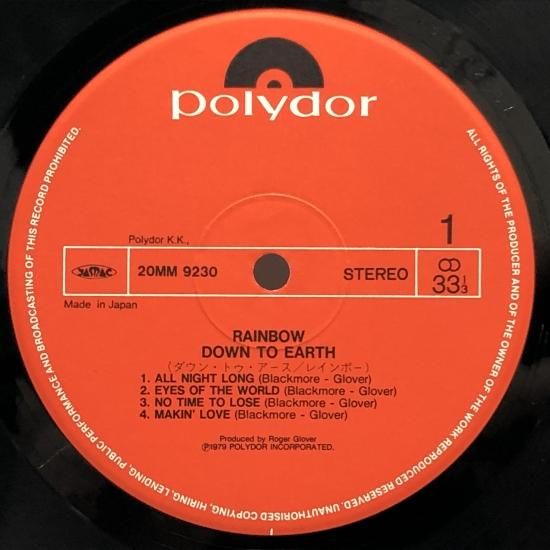 polydor
1
Polydor K.K.,
JASRAC
20MM 9230
STEREO
33⅓
Made in Japan
RAINBOW
DOWN TO EARTH
(ダウン・トゥ・アース/レインボー)
1. ALL NIGHT LONG (Blackmore - Glover)
2. EYES OF THE WORLD (Blackmore - Glover)
3. NO TIME TO LOSE (Blackmore - Glover)
4. MAKIN' LOVE (Blackmore - Glover)
Produced by Roger Glover
Ⓟ1979 POLYDOR INCORPORATED.
ALL RIGHTS OF THE PRODUCER AND OF THE OWNER OF THE WORK REPRODUCED RESERVED. UNAUTHORISED COPYING, HIRING, LENDING, PUBLIC PERFORMANCE AND BROADCASTING OF THIS RECORD PROHIBITED.